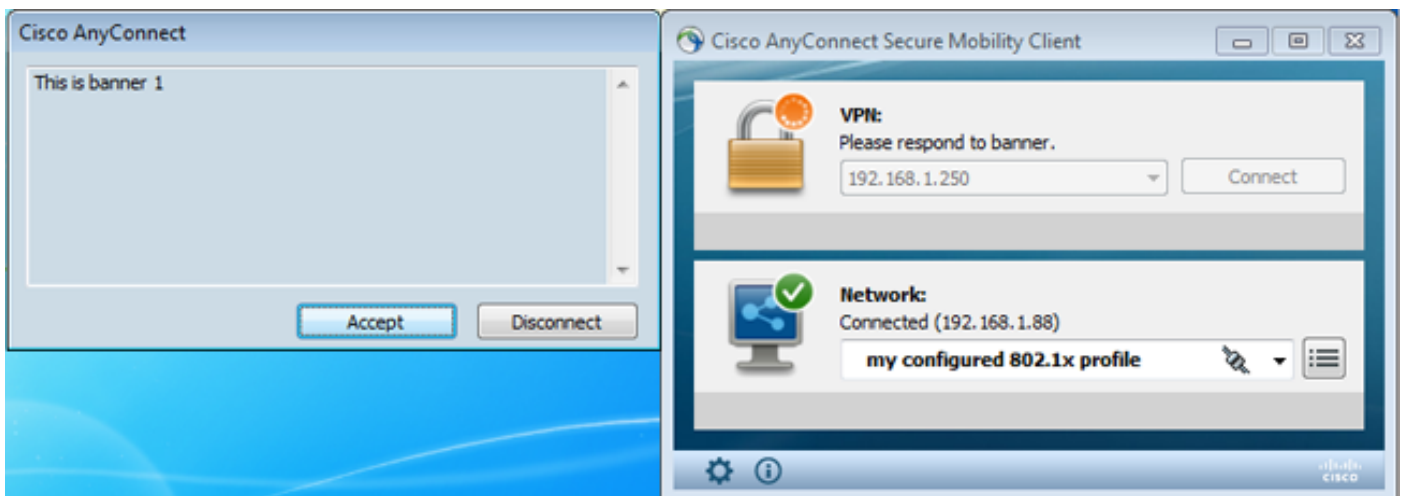 Cisco AnyConnect
This is banner 1
Accept
Disconnect
Cisco AnyConnect Secure Mobility Client
VPN:
Please respond to banner.
192.168.1.250
Connect
Network:
Connected (192.168.1.88)
my configured 802.1x profile
CISCO